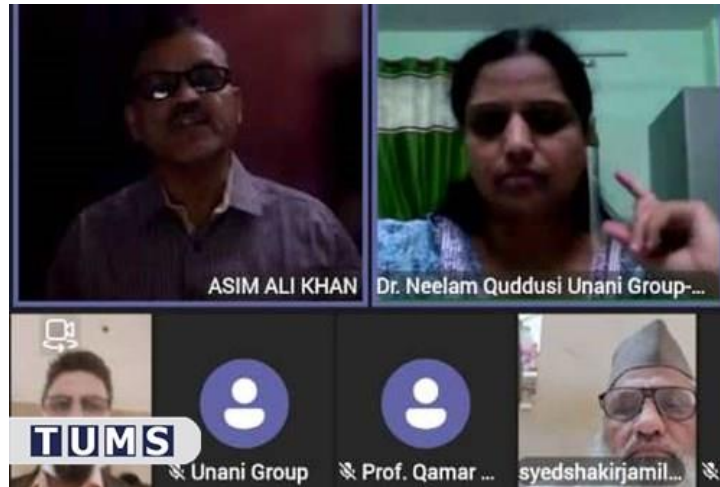 ASIM ALI KHAN
Dr. Neelam Quddusi Unani Group-...
TUMS
Unani Group
Prof. Qamar ...
syedshakirjamil...